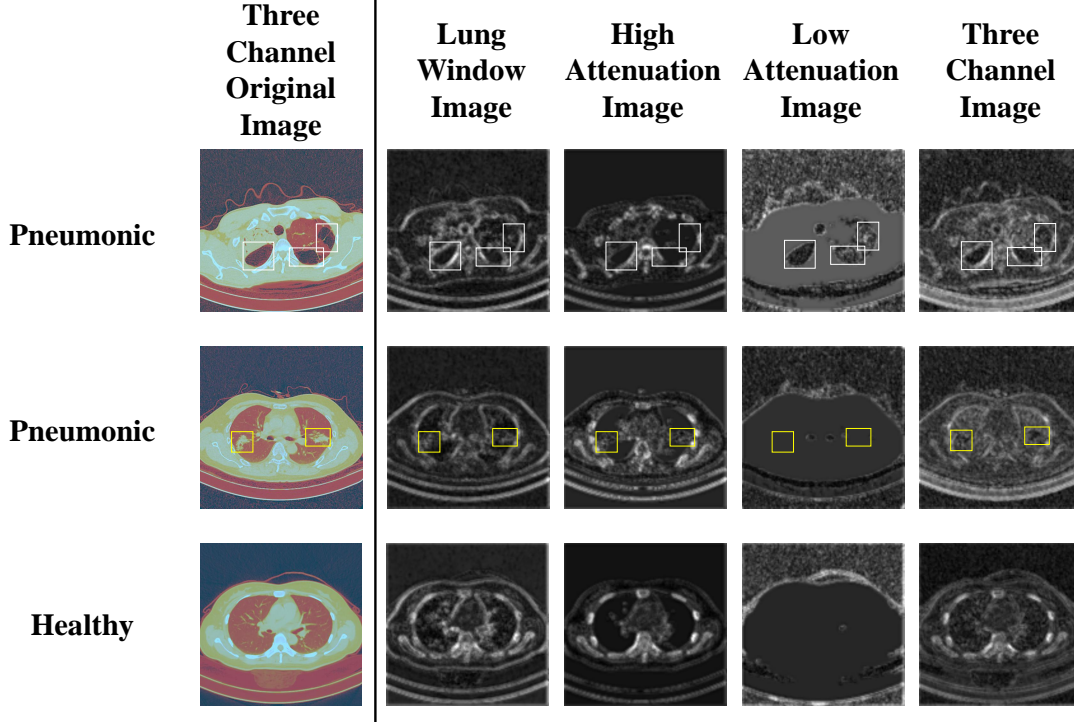 Three
Channel
Original
Image
Lung
Window
Image
High
Attenuation
Image
Low
Attenuation
Image
Three
Channel
Image
Pneumonic
Pneumonic
Healthy